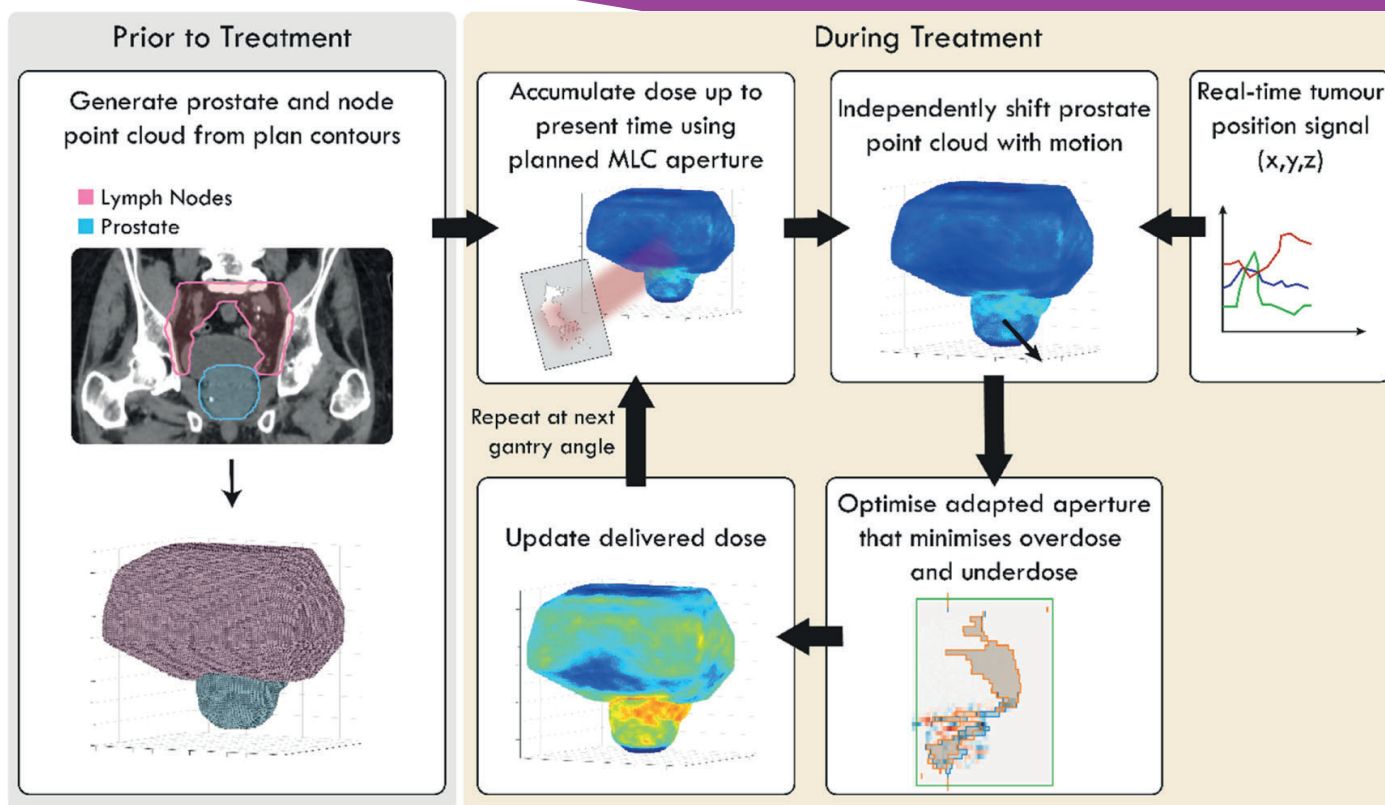 Prior to Treatment
Generate prostate and node
point cloud from plan contours
Lymph Nodes
Prostate
During Treatment
Accumulate dose up to
present time using
planned MLC aperture
Independently shift prostate
point cloud with motion
Real-time tumour
position signal
(x,y,z)
Repeat at next
gantry angle
Update delivered dose
Optimise adapted aperture
that minimises overdose
and underdose